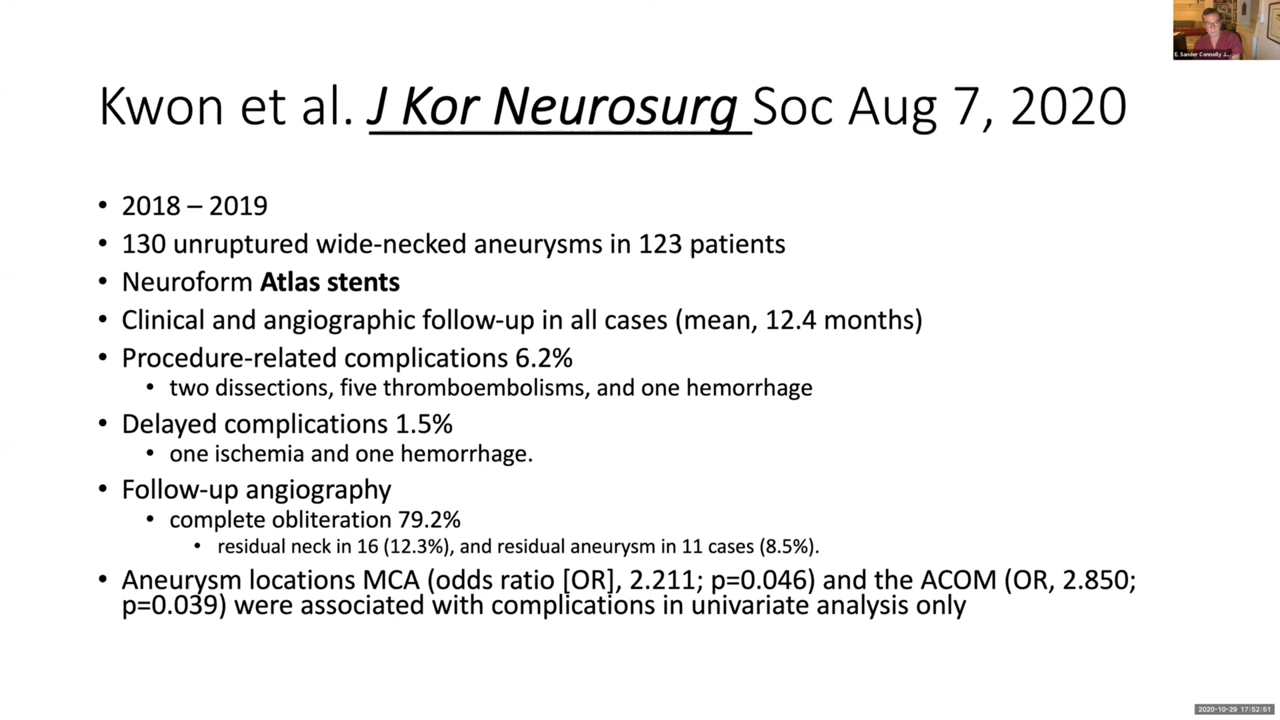 E. Sander Connolly J...
Kwon et al. J Kor Neurosurg Soc Aug 7, 2020
• 2018 – 2019
• 130 unruptured wide-necked aneurysms in 123 patients
• Neuroform Atlas stents
• Clinical and angiographic follow-up in all cases (mean, 12.4 months)
• Procedure-related complications 6.2%
• two dissections, five thromboembolisms, and one hemorrhage
• Delayed complications 1.5%
• one ischemia and one hemorrhage.
• Follow-up angiography
• complete obliteration 79.2%
• residual neck in 16 (12.3%), and residual aneurysm in 11 cases (8.5%).
• Aneurysm locations MCA (odds ratio [OR], 2.211; p=0.046) and the ACOM (OR, 2.850;
p=0.039) were associated with complications in univariate analysis only
2020-10-29 17:52:51